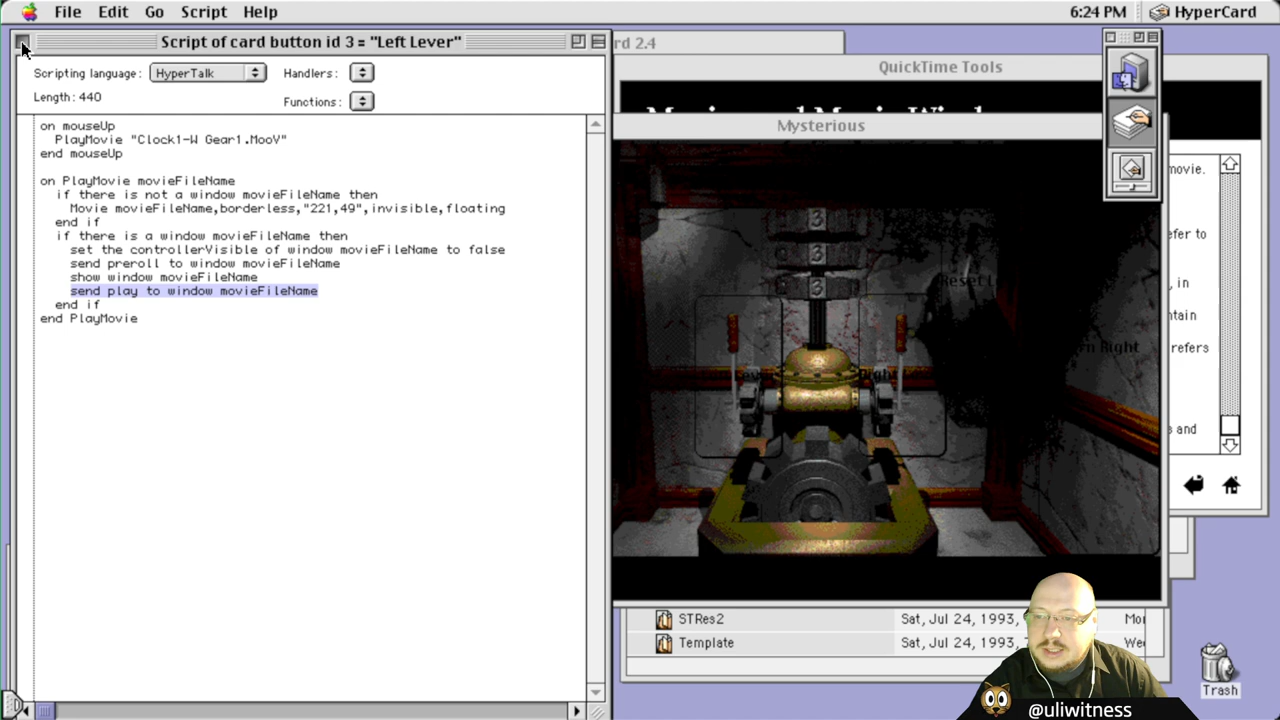 File Edit Go Script Help
6:24 PM HyperCard
Script of card button id 3 = "Left Lever"
Scripting language: HyperTalk Handlers:
Length: 440
Functions:
on mouseUp
PlayMovie "Clock1-W Gear1.MooV"
end mouseUp
on PlayMovie movieFileName
if there is not a window movieFileName then
Movie movieFileName,borderless,"221,49",invisible,floating
end if
if there is a window movieFileName then
set the controllerVisible of window movieFileName to false
send preroll to window movieFileName
show window movieFileName
send play to window movieFileName
end if
end PlayMovie
rd 2.4
QuickTime Tools
Mysterious
movie.
efer to
, in
ntain
refers
s and
Right
STRes2 Sat, Jul 24, 1993,
Template Sat, Jul 24, 1993,
Trash
@uliwitness